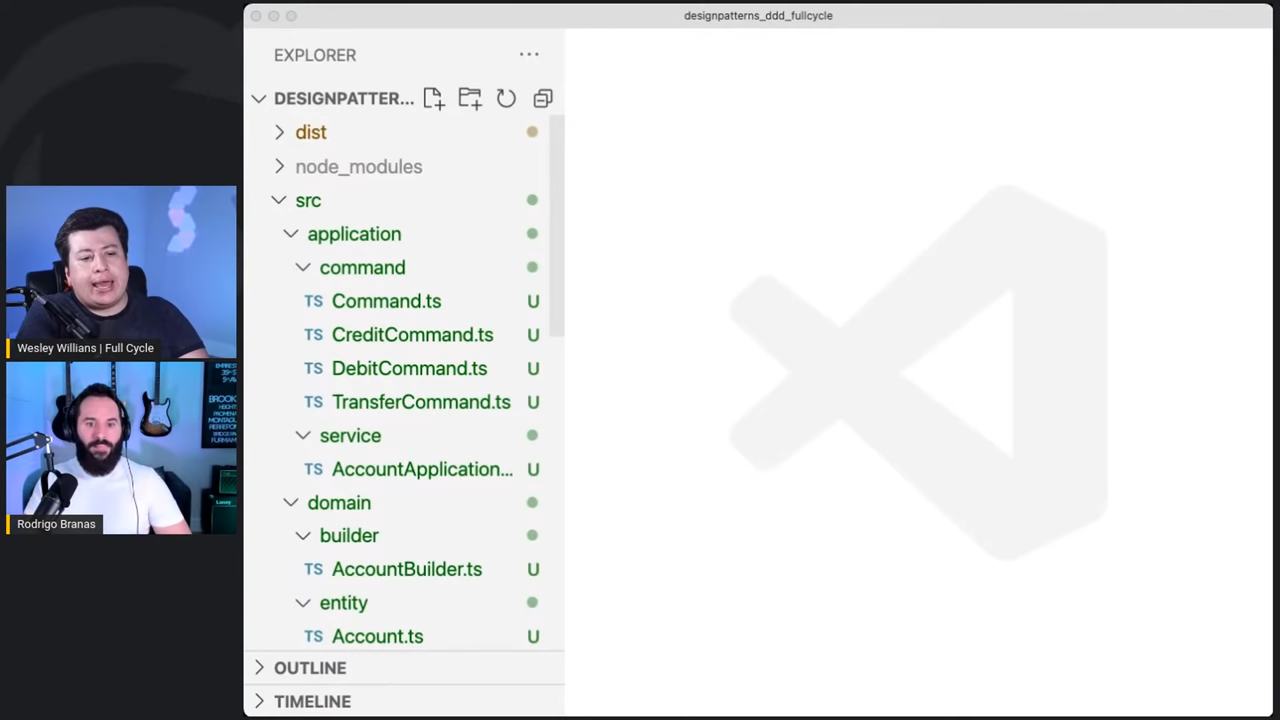 designpatterns_ddd_fullcycle
EXPLORER
DESIGNPATTER...
dist
node_modules
src
application
command
TS Command.ts U
TS CreditCommand.ts U
TS DebitCommand.ts U
TS TransferCommand.ts U
service
TS AccountApplication... U
domain
builder
TS AccountBuilder.ts U
entity
TS Account.ts U
OUTLINE
TIMELINE
Wesley Willians | Full Cycle
BROOK
HEIGHTS
Rodrigo Branas